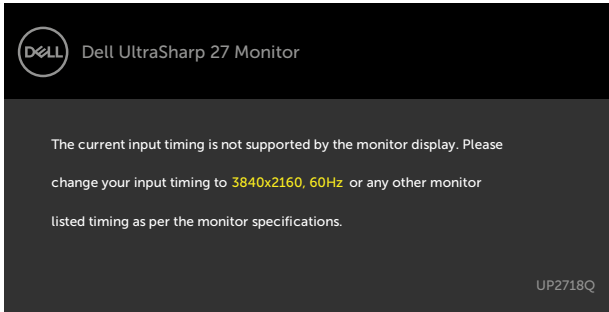 DELL
Dell UltraSharp 27 Monitor
The current input timing is not supported by the monitor display. Please
change your input timing to 3840x2160, 60Hz or any other monitor
listed timing as per the monitor specifications.
UP2718Q